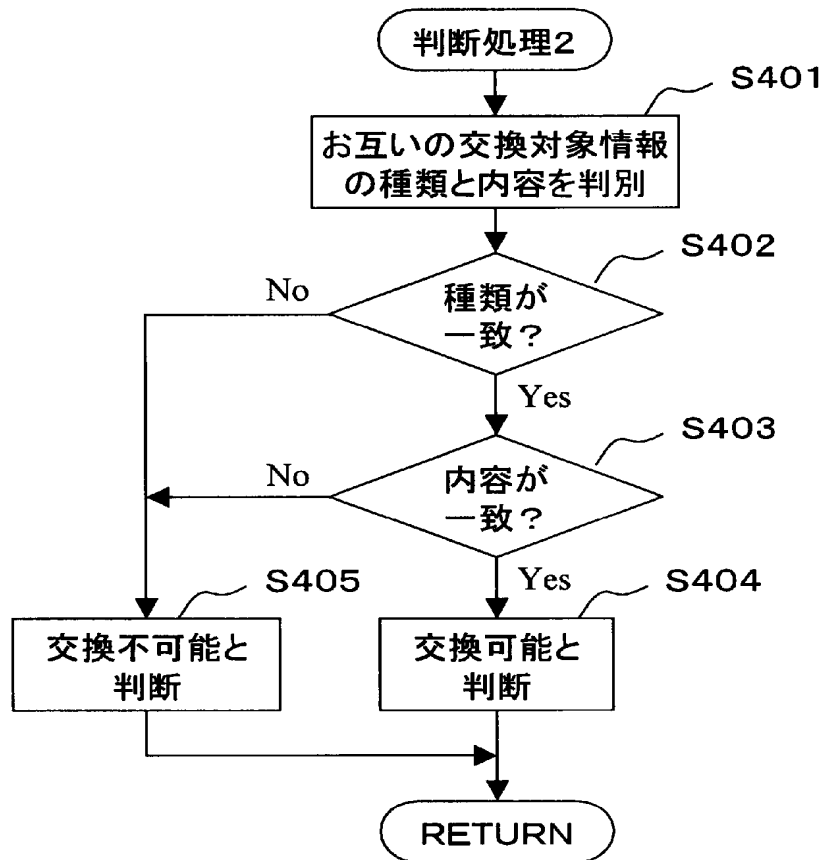 判断処理2
S401
お互いの交換対象情報
の種類と内容を判別
S402
No
種類が
一致?
Yes
S403
No
内容が
一致?
Yes
S405
S404
交換不可能と
判断
交換可能と
判断
RETURN